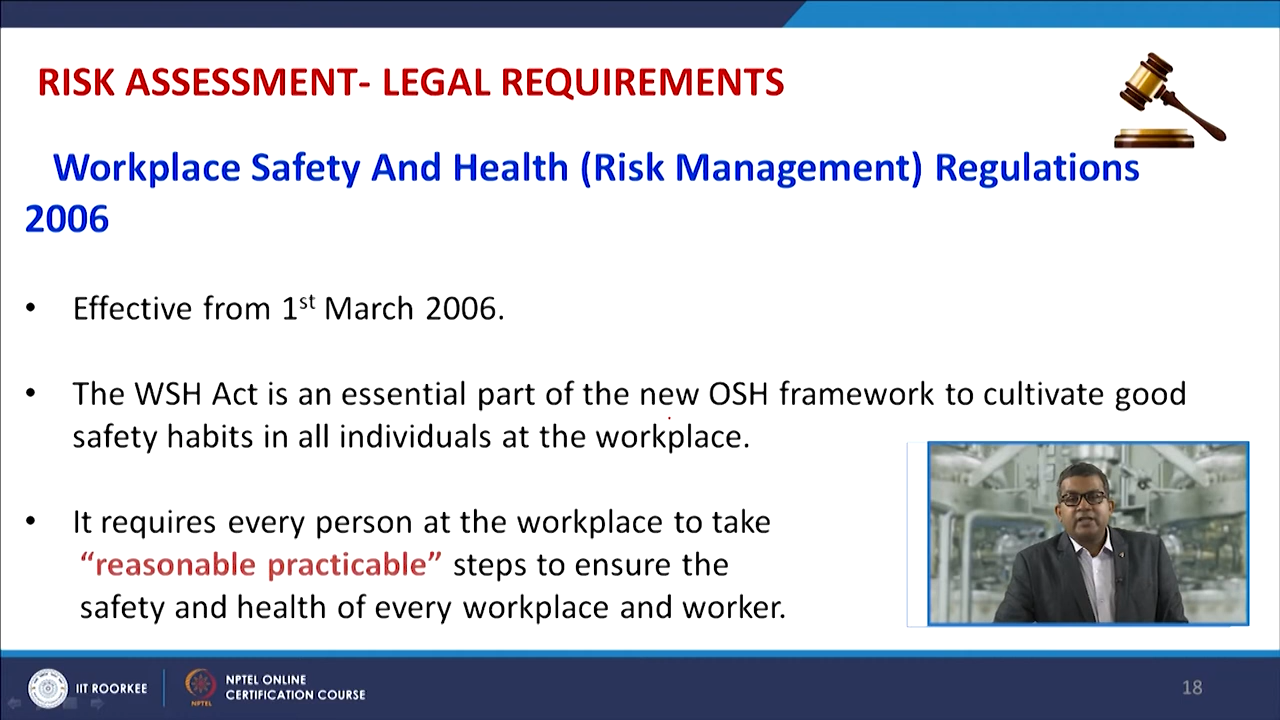 RISK ASSESSMENT- LEGAL REQUIREMENTS
Workplace Safety And Health (Risk Management) Regulations
2006
• Effective from 1st March 2006.
• The WSH Act is an essential part of the new OSH framework to cultivate good
safety habits in all individuals at the workplace.
• It requires every person at the workplace to take
“reasonable practicable” steps to ensure the
safety and health of every workplace and worker.
IIT ROORKEE
NPTEL
NPTEL ONLINE
CERTIFICATION COURSE
18